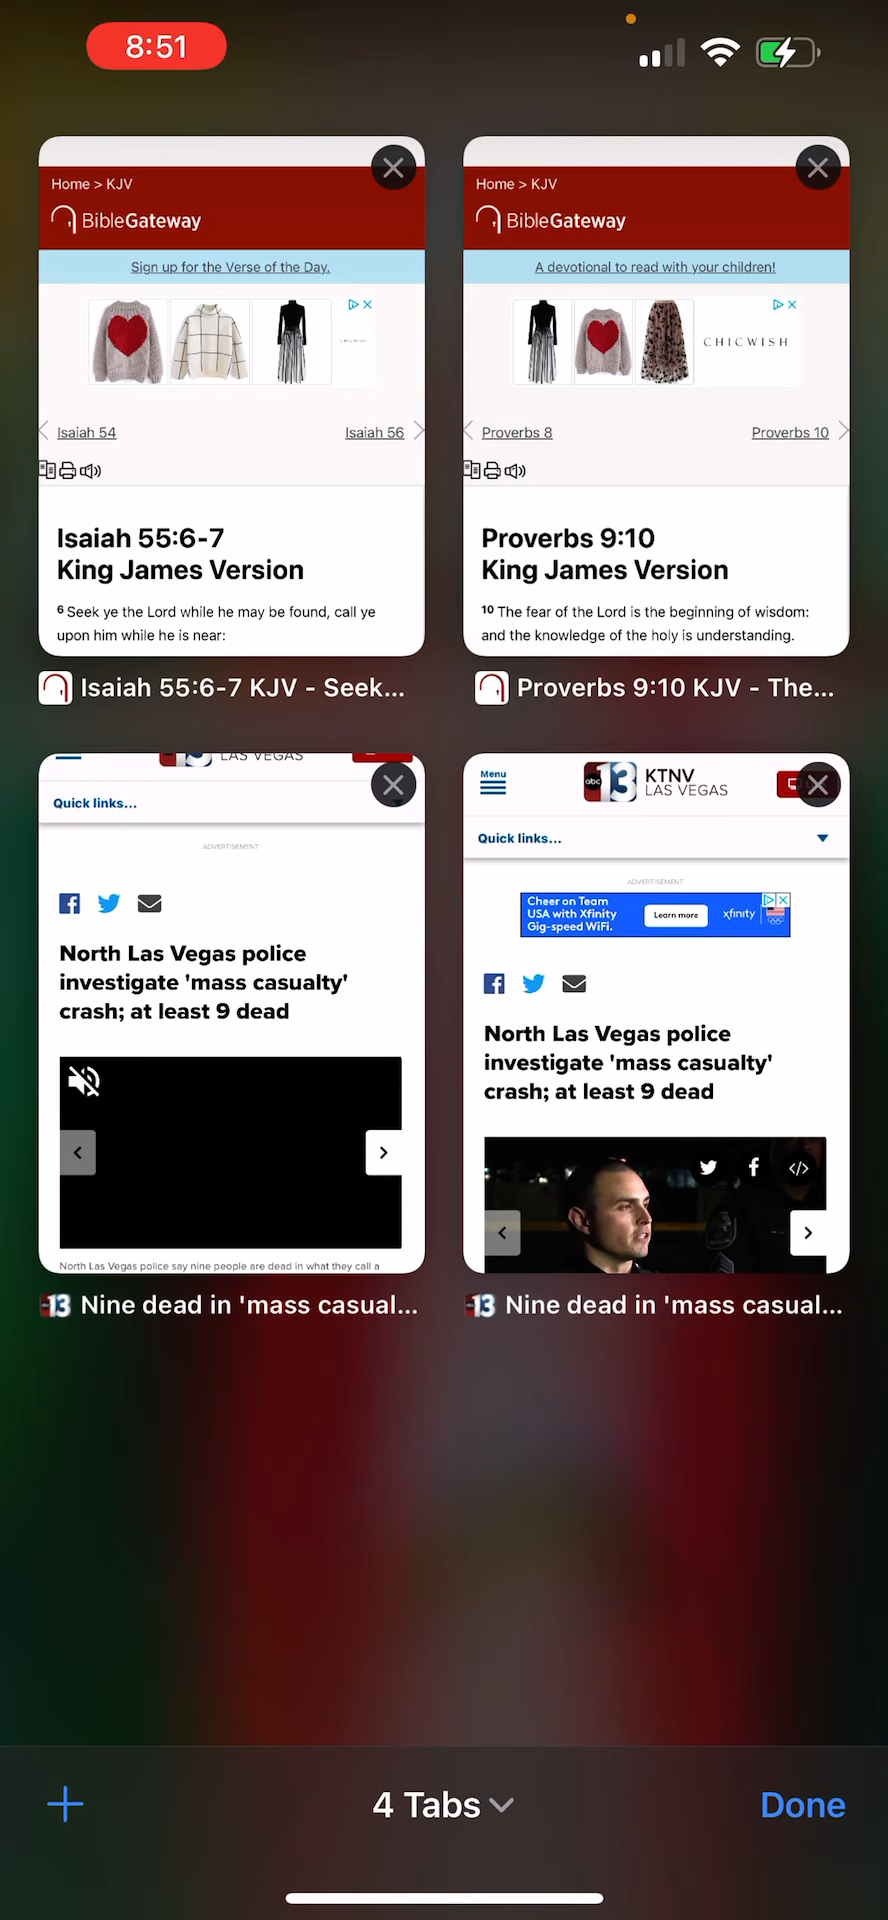 8:51
Home > KJV
BibleGateway
Sign up for the Verse of the Day.
Isaiah 54
Isaiah 56
Isaiah 55:6-7
King James Version
6 Seek ye the Lord while he may be found, call ye
upon him while he is near:
Isaiah 55:6-7 KJV - Seek...
Home > KJV
BibleGateway
A devotional to read with your children!
CHICWISH
Proverbs 8
Proverbs 10
Proverbs 9:10
King James Version
10 The fear of the Lord is the beginning of wisdom:
and the knowledge of the holy is understanding.
Proverbs 9:10 KJV - The...
13 LAS VEGAS
Quick links...
ADVERTISEMENT
North Las Vegas police
investigate 'mass casualty'
crash; at least 9 dead
North Las Vegas police say nine people are dead in what they call a
13 Nine dead in 'mass casual...
Menu
abc 13 KTNV
LAS VEGAS
Quick links...
ADVERTISEMENT
Cheer on Team
USA with Xfinity
Gig-speed WiFi.
Learn more
xfinity
North Las Vegas police
investigate 'mass casualty'
crash; at least 9 dead
13 Nine dead in 'mass casual...
4 Tabs
Done